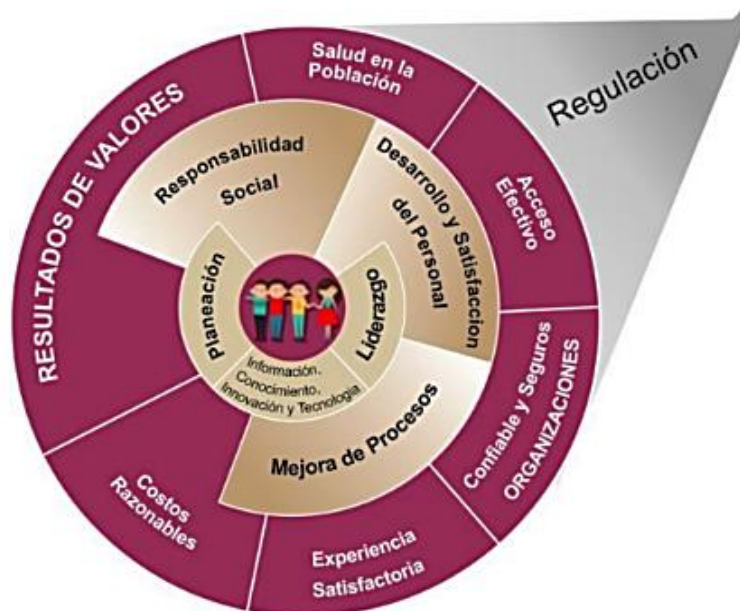 Salud en la
Población
Regulación
RESULTADOS DE VALORES
Responsabilidad
Social
Desarrollo y Satisfaccion
del Personal
Acceso
Efectivo
Planeación
Liderazgo
Información,
Conocimiento,
Innovación y Tecnología
Mejora de Procesos
Confiable y Seguros
ORGANIZACIONES
Costos
Razonables
Experiencia
Satisfactoria